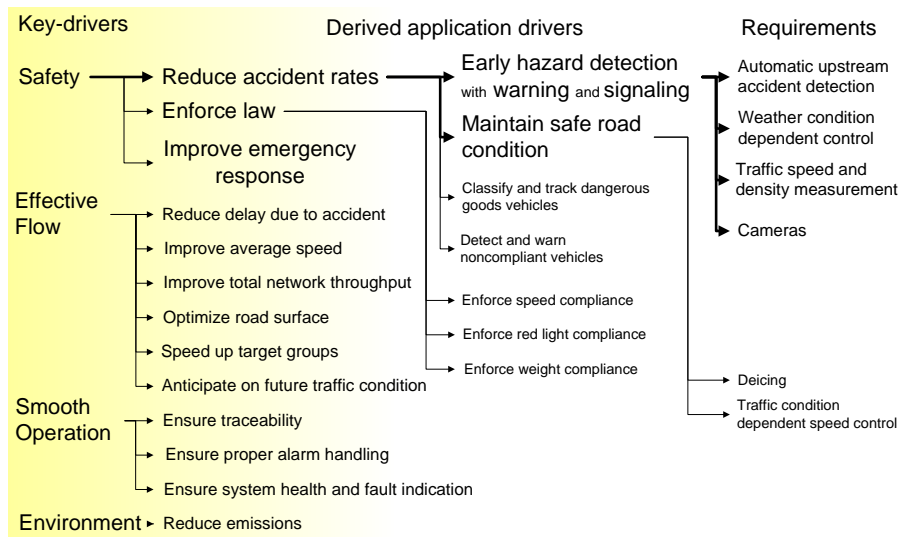 Key-drivers
Derived application drivers
Requirements
Safety
Reduce accident rates
Enforce law
Improve emergency
response
Early hazard detection
with warning and signaling
Maintain safe road
condition
Classify and track dangerous
goods vehicles
Detect and warn
noncompliant vehicles
Enforce speed compliance
Enforce red light compliance
Enforce weight compliance
Automatic upstream
accident detection
Weather condition
dependent control
Traffic speed and
density measurement
Cameras
Deicing
Traffic condition
dependent speed control
Effective
Flow
Reduce delay due to accident
Improve average speed
Improve total network throughput
Optimize road surface
Speed up target groups
Anticipate on future traffic condition
Smooth
Operation
Ensure traceability
Ensure proper alarm handling
Ensure system health and fault indication
Environment
Reduce emissions